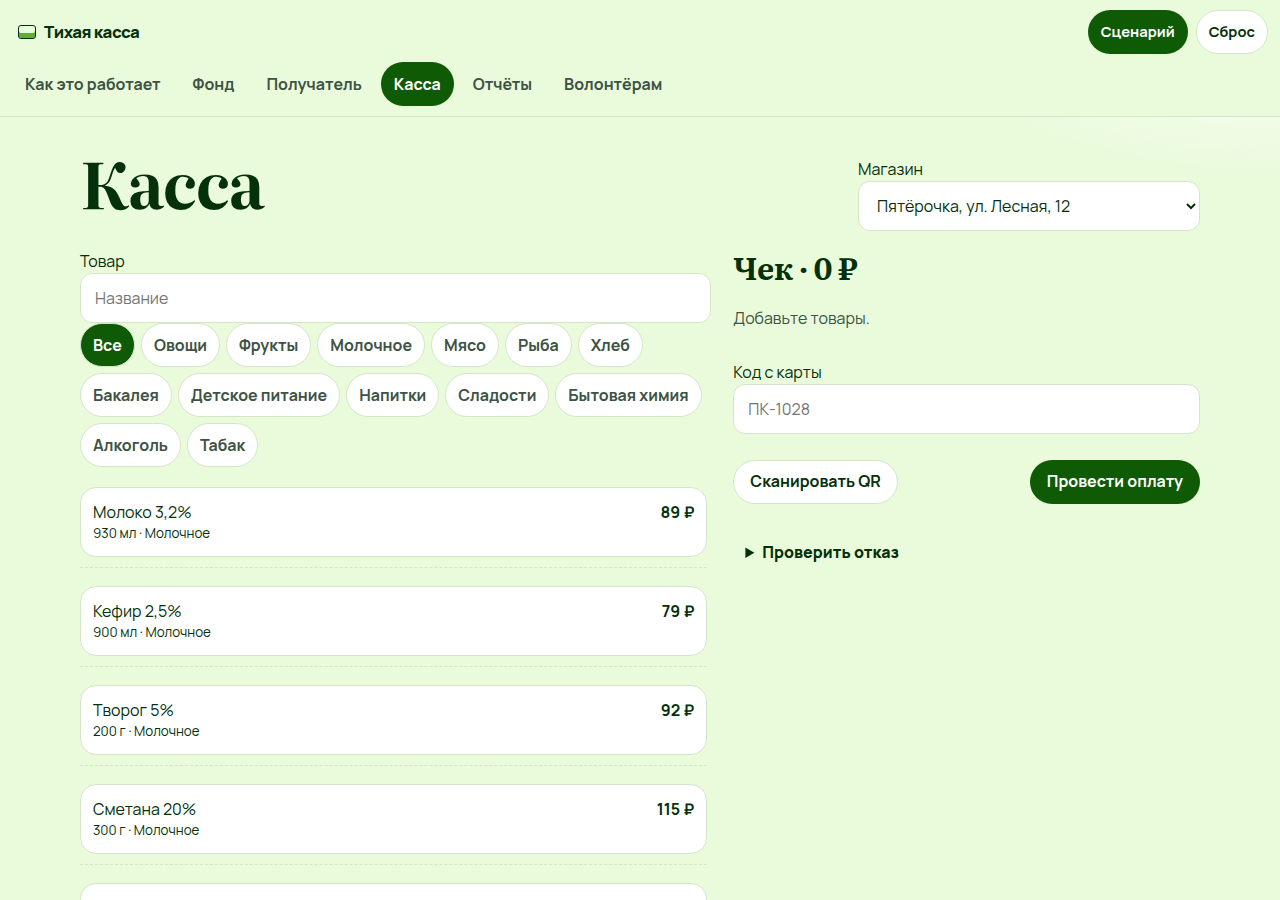 Тихая касса
Сценарий
Сброс
Как это работает
Фонд
Получатель
Касса
Отчёты
Волонтёрам
Касса
Магазин
Пятёрочка, ул. Лесная, 12
Товар
Название
Все
Овощи
Фрукты
Молочное
Мясо
Рыба
Хлеб
Бакалея
Детское питание
Напитки
Сладости
Бытовая химия
Алкоголь
Табак
Молоко 3,2%
89 ₽
930 мл · Молочное
Кефир 2,5%
79 ₽
900 мл · Молочное
Творог 5%
92 ₽
200 г · Молочное
Сметана 20%
115 ₽
300 г · Молочное
Чек · 0 ₽
Добавьте товары.
Код с карты
ПК-1028
Сканировать QR
Провести оплату
Проверить отказ